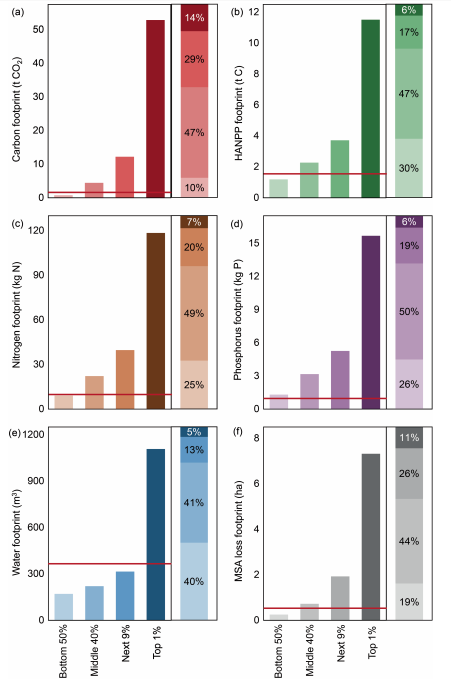 (a)
Carbon footprint (t CO₂)
50
40
30
20
10
0
14%
29%
47%
10%
(b)
HANPP footprint (t C)
12
10
8
6
4
2
0
6%
17%
47%
30%
(c)
Nitrogen footprint (kg N)
120
90
60
30
0
7%
20%
49%
25%
(d)
Phosphorus footprint (kg P)
15
12
9
6
3
0
6%
19%
50%
26%
(e)
Water footprint (m³)
1200
900
600
300
0
5%
13%
41%
40%
Bottom 50%
Middle 40%
Next 9%
Top 1%
(f)
MSA loss footprint (ha)
8
6
4
2
0
11%
26%
44%
19%
Bottom 50%
Middle 40%
Next 9%
Top 1%